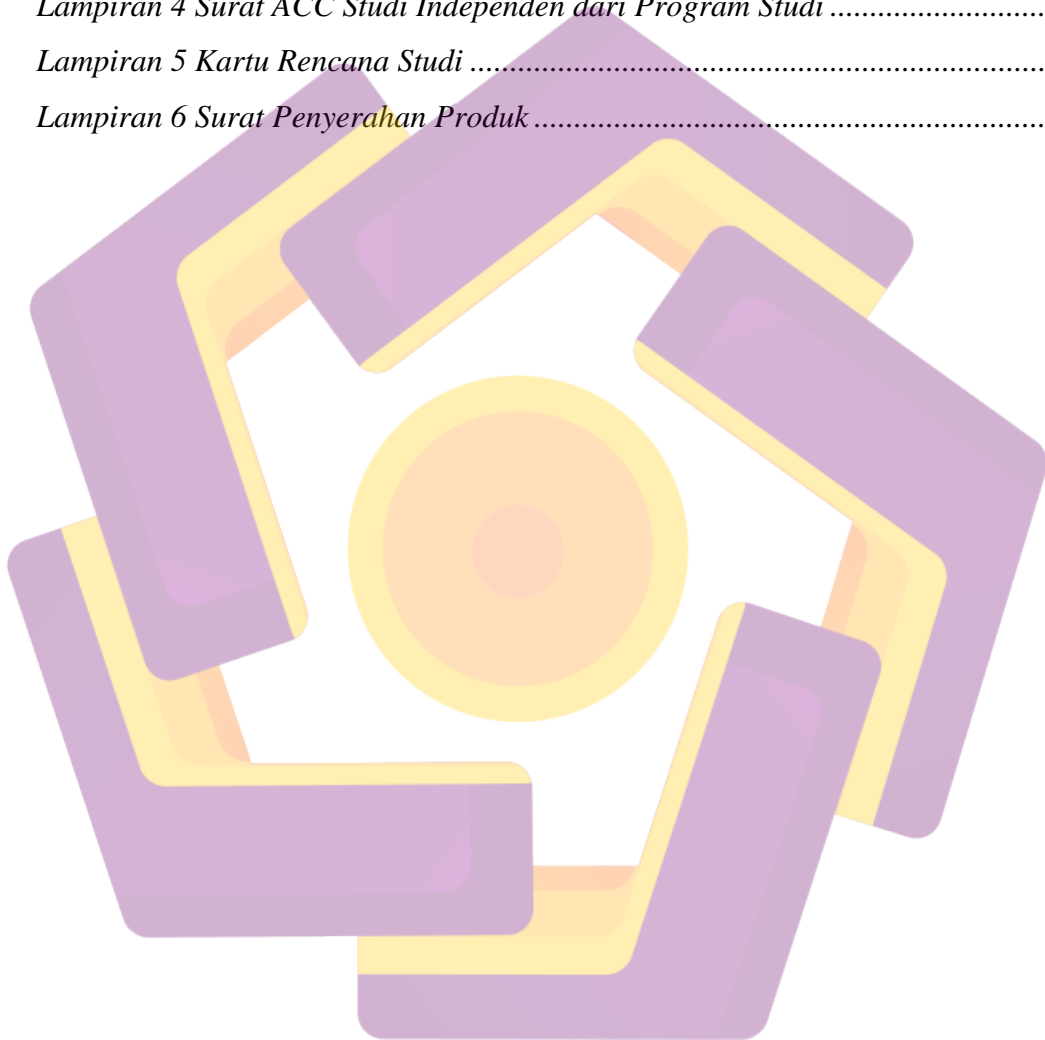 Lampiran 4 Surat ACC Studi Independen dari Program Studi ...........................
Lampiran 5 Kartu Rencana Studi .........................................................................
Lampiran 6 Surat Penyerahan Produk .................................................................